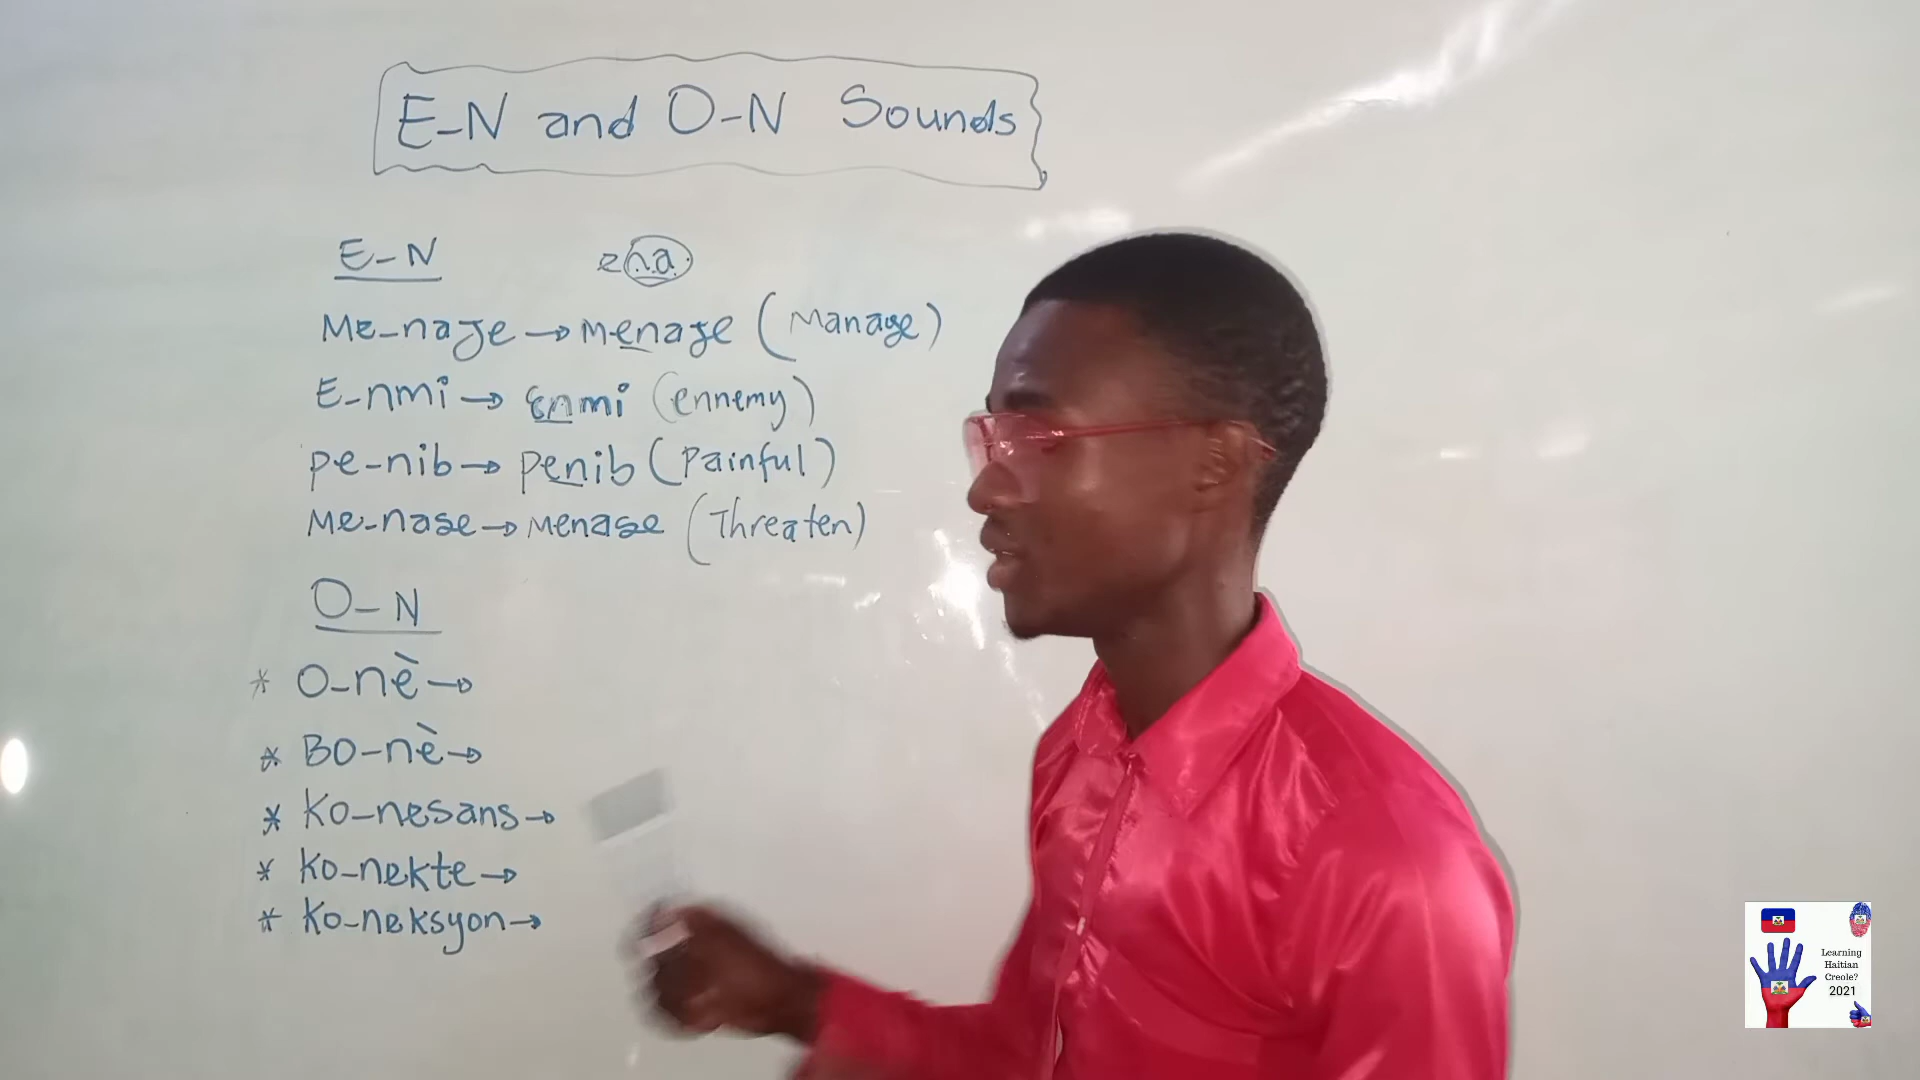 E-N and O-N Sounds
E-N
Me-naje → menaje (Manage)
E-nmi → enmi (ennemy)
pe-nib → penib (Painful)
Me-nase → Menase (Threaten)
O-N
* O-nè →
* BO-nè →
* Ko-nesans →
* Ko-nekte →
* Ko-neksyon →
Learning
Haitian
Creole?
2021